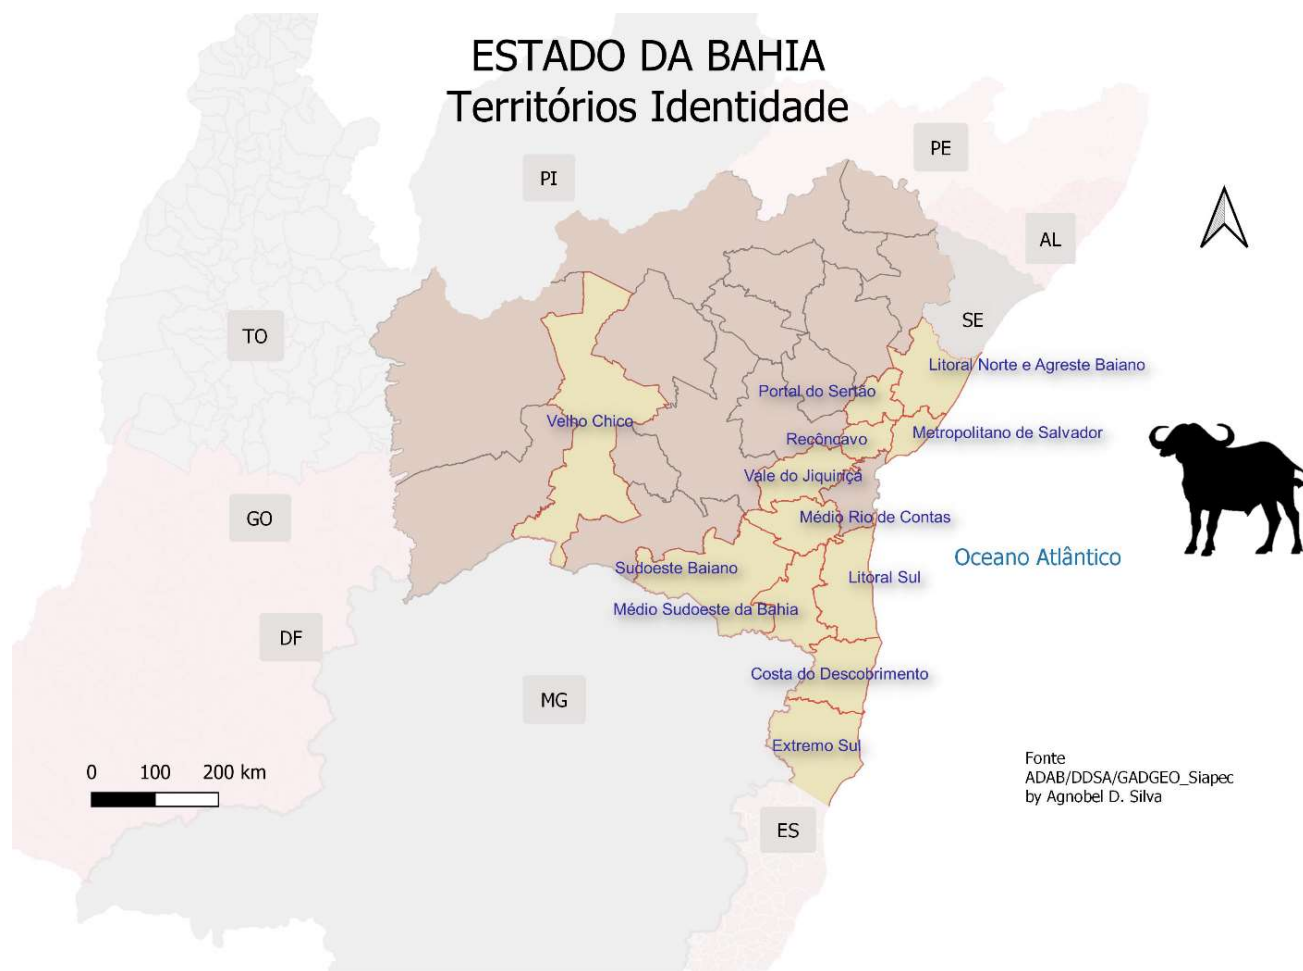 ESTADO DA BAHIA
Territórios Identidade
PE
PI
AL
TO
SE
Litoral Norte e Agreste Baiano
Portal do Sertão
Velho Chico
Recôncavo
Metropolitano de Salvador
Vale do Jiquiriçá
GO
Médio Rio de Contas
Oceano Atlântico
Sudoeste Baiano
Litoral Sul
Médio Sudoeste da Bahia
DF
Costa do Descobrimento
MG
Extremo Sul
0 100 200 km
Fonte
ADAB/DDSA/GADGEO_Siapec
by Agnobel D. Silva
ES